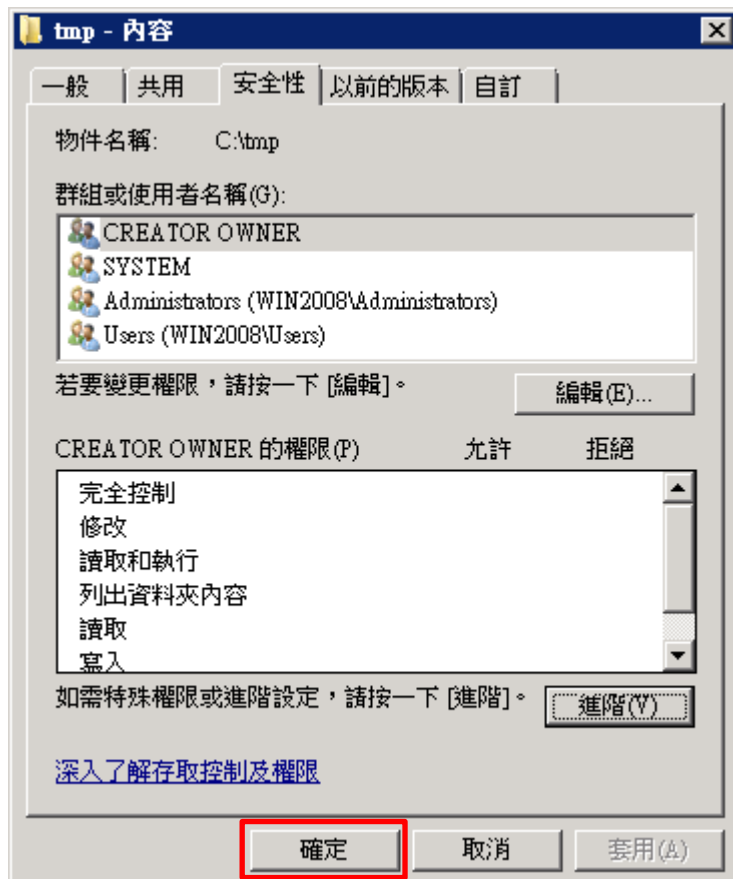 tmp - 內容
一般 共用 安全性 以前的版本 自訂
物件名稱: C:\tmp
群組或使用者名稱(G):
CREATOR OWNER
SYSTEM
Administrators (WIN2008\Administrators)
Users (WIN2008\Users)
若要變更權限，請按一下 [編輯]。 編輯(E)...
CREATOR OWNER 的權限(P) 允許 拒絕
完全控制
修改
讀取和執行
列出資料夾內容
讀取
寫入
如需特殊權限或進階設定，請按一下 [進階]。 進階(V)
深入了解存取控制及權限
確定 取消 套用(A)